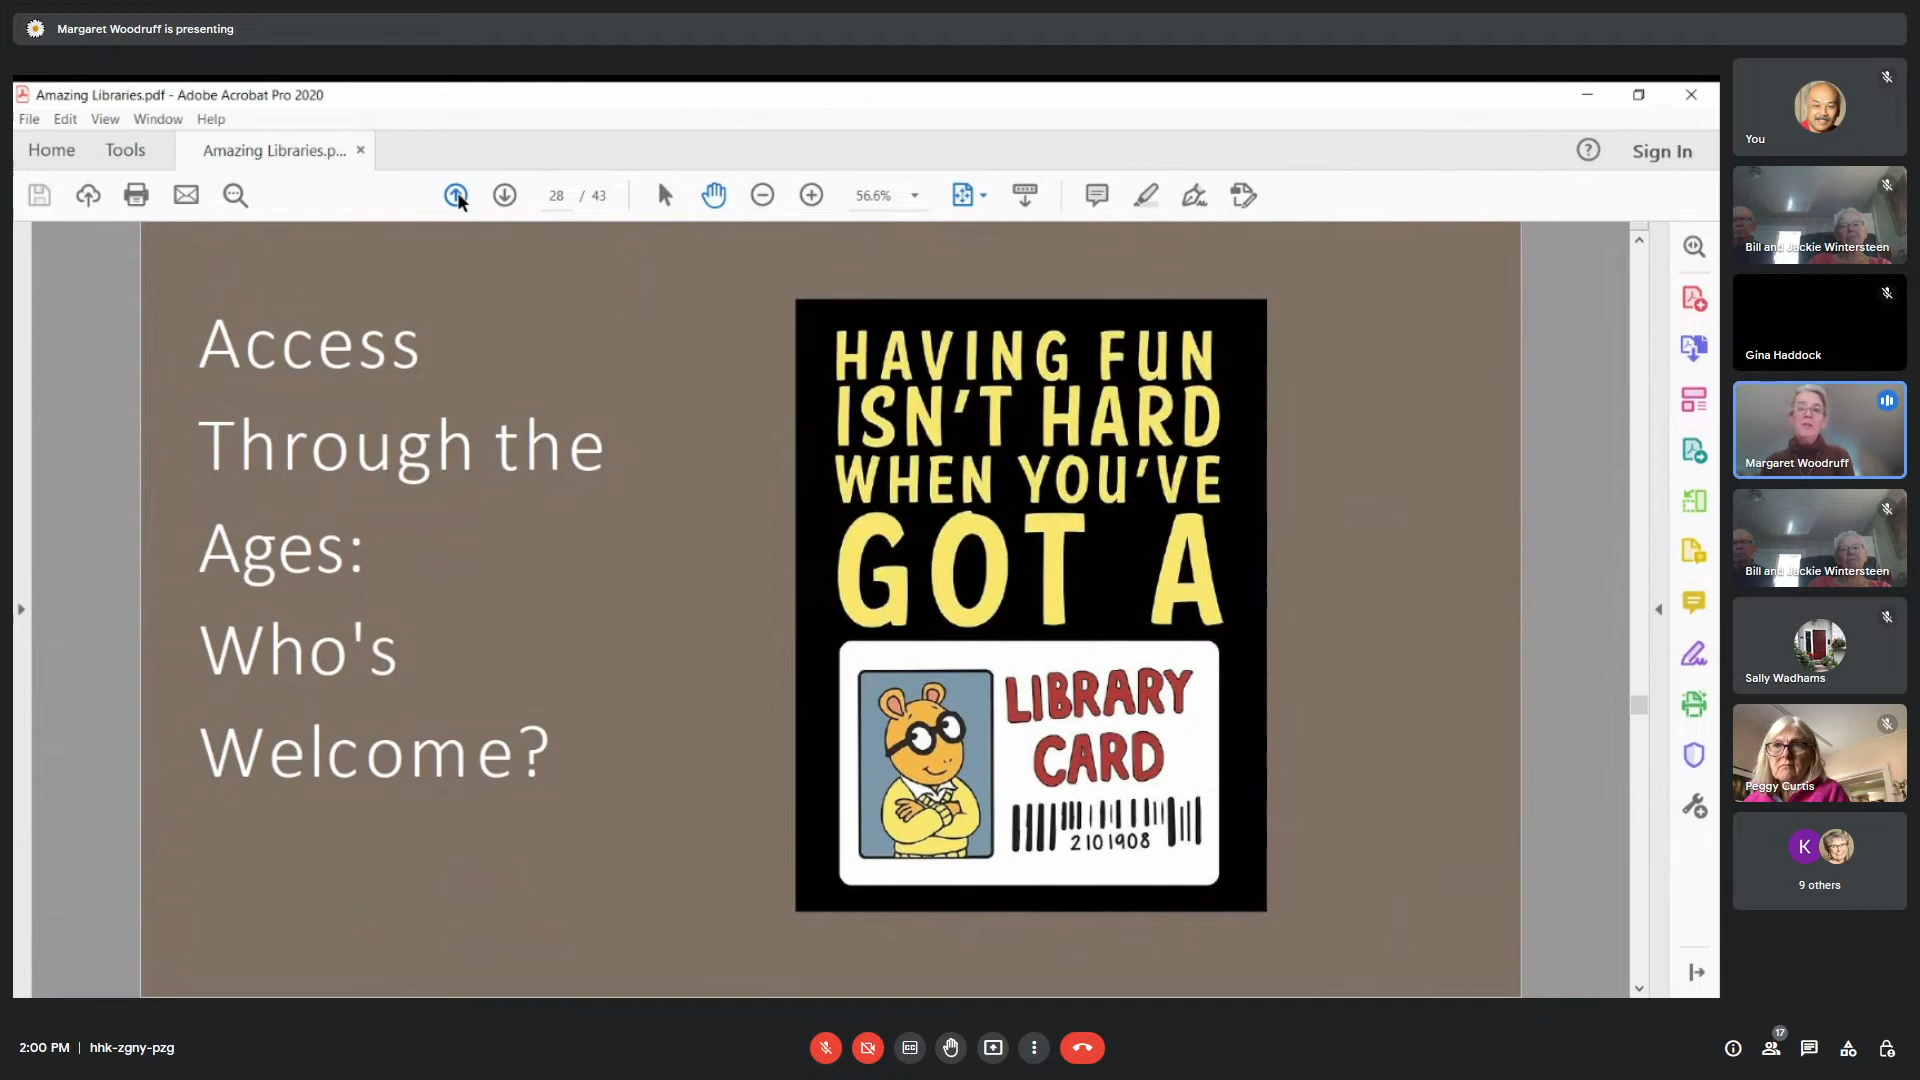 Margaret Woodruff is presenting
Amazing Libraries.pdf - Adobe Acrobat Pro 2020
File Edit View Window Help
Home Tools Amazing Libraries.p... ×
Sign In
28 / 43
56.6%
Access
Through the
Ages:
Who's
Welcome?
HAVING FUN
ISN'T HARD
WHEN YOU'VE
GOT A
LIBRARY
CARD
2101908
You
Bill and Jackie Wintersteen
Gina Haddock
Margaret Woodruff
Bill and Jackie Wintersteen
Sally Wadhams
Peggy Curtis
K
9 others
2:00 PM | hhk-zgny-pzg
17